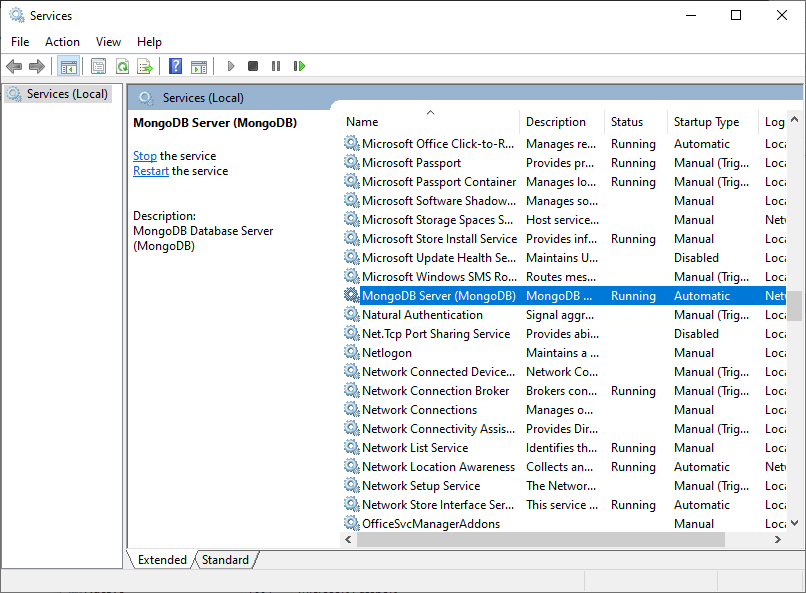 Services
File Action View Help
Services (Local)
Services (Local)
MongoDB Server (MongoDB)
Stop the service
Restart the service
Description:
MongoDB Database Server
(MongoDB)
Name Description Status Startup Type Log
Microsoft Office Click-to-R... Manages re... Running Automatic Loca
Microsoft Passport Provides pr... Running Manual (Trig... Loca
Microsoft Passport Container Manages lo... Running Manual (Trig... Loca
Microsoft Software Shadow... Manages so... Manual Loca
Microsoft Storage Spaces S... Host service... Manual Netw
Microsoft Store Install Service Provides inf... Running Manual Loca
Microsoft Update Health Se... Maintains U... Disabled Loca
Microsoft Windows SMS Ro... Routes mes... Manual (Trig... Loca
MongoDB Server (MongoDB) MongoDB ... Running Automatic Netw
Natural Authentication Signal aggr... Manual (Trig... Loca
Net.Tcp Port Sharing Service Provides abi... Disabled Loca
Netlogon Maintains a ... Manual Loca
Network Connected Device... Network Co... Manual (Trig... Loca
Network Connection Broker Brokers con... Running Manual (Trig... Loca
Network Connections Manages o... Manual Loca
Network Connectivity Assis... Provides Dir... Manual (Trig... Loca
Network List Service Identifies th... Running Manual Loca
Network Location Awareness Collects an... Running Automatic Netw
Network Setup Service The Networ... Manual (Trig... Loca
Network Store Interface Ser... This service ... Running Automatic Loca
OfficeSvcManagerAddons Manual Loca
Extended Standard